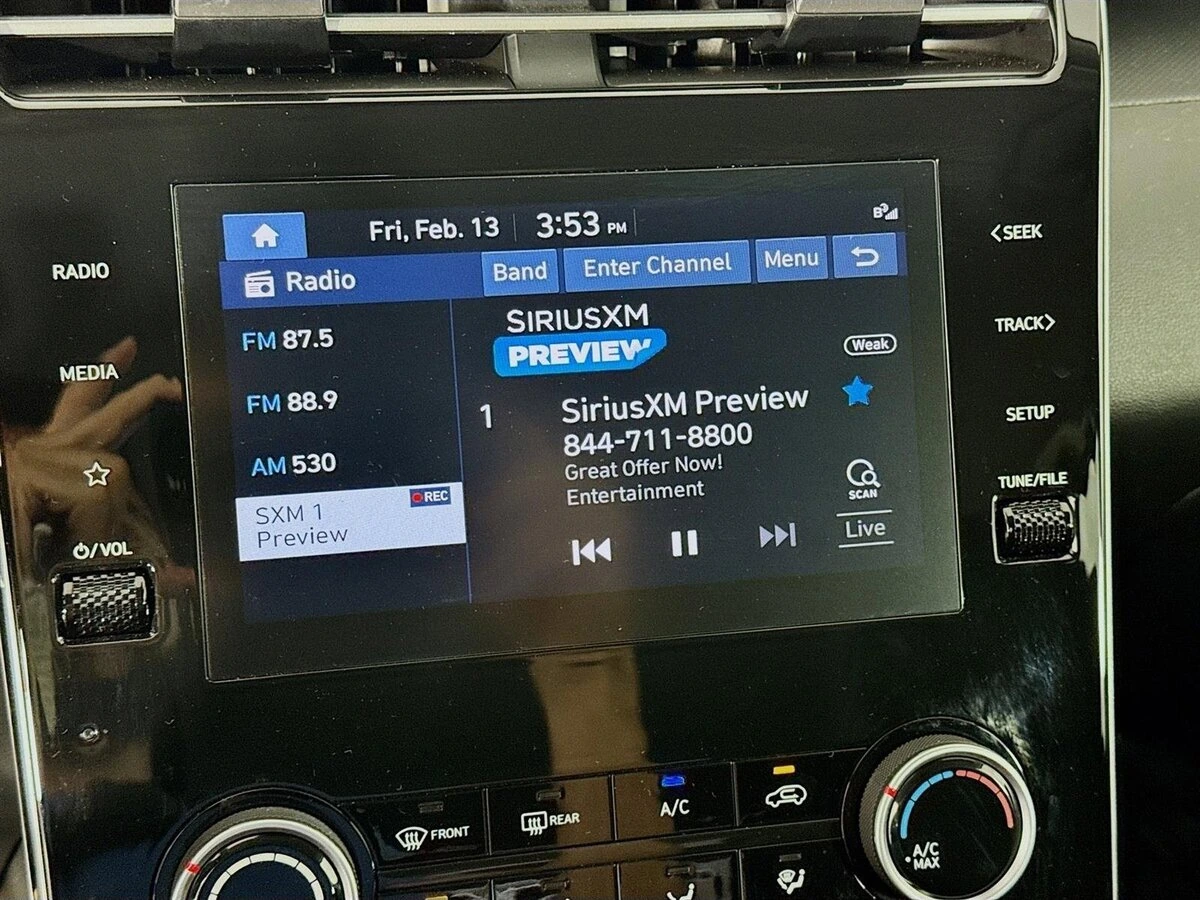 Fri, Feb. 13 3:53 PM
<SEEK
RADIO
Radio Band Enter Channel Menu
SIRIUSXM
FM 87.5
PREVIEW
Weak
TRACK>
MEDIA
FM 88.9
1 SiriusXM Preview
844-711-8800
SETUP
AM 530
Great Offer Now!
Entertainment
SCAN
TUNE/FILE
REC
SXM 1
Preview
Live
/VOL
FRONT
REAR
A/C
A/C
MAX